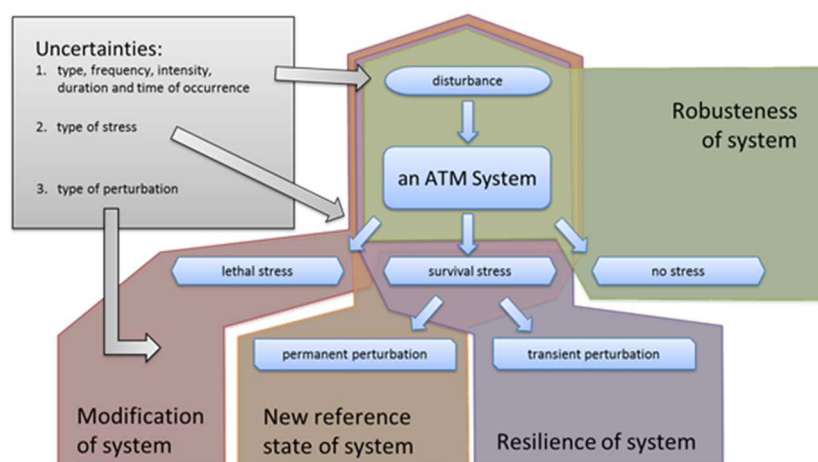 Uncertainties:
1. type, frequency, intensity,
duration and time of occurrence
2. type of stress
3. type of perturbation
disturbance
an ATM System
Robusteness
of system
lethal stress
survival stress
no stress
permanent perturbation
transient perturbation
Modification
of system
New reference
state of system
Resilience of system